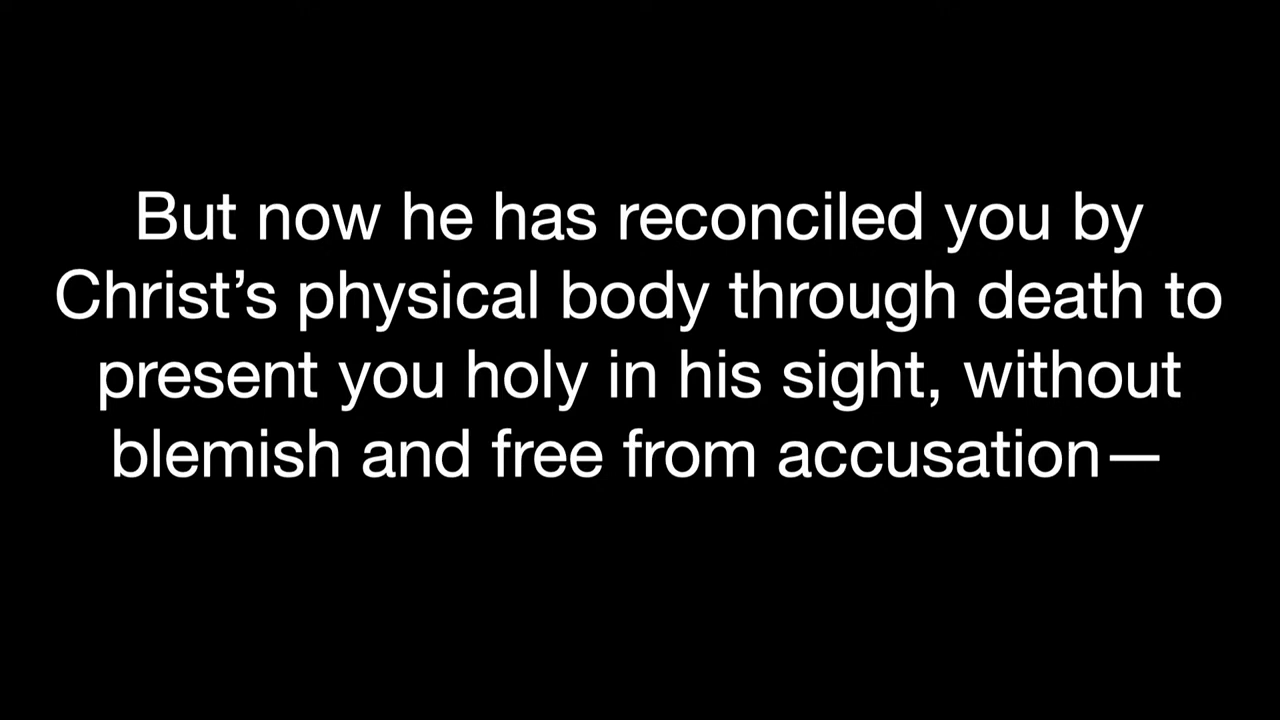 But now he has reconciled you by
Christ’s physical body through death to
present you holy in his sight, without
blemish and free from accusation—